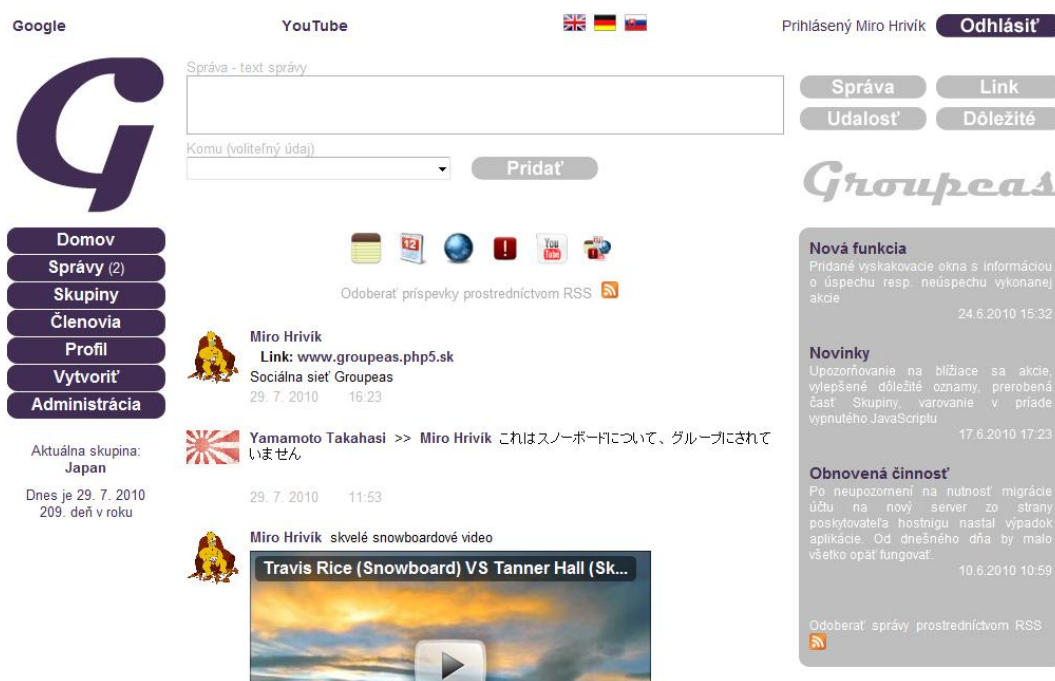 Google
YouTube
Prihlásený Miro Hrivík
Odhlásiť
G
Správa - text správy
Komu (voliteľný údaj)
Pridať
Správa
Link
Udalosť
Dôležité
Groupeas
Domov
Správy (2)
Skupiny
Členovia
Profil
Vytvoriť
Administrácia
Aktuálna skupina:
Japan
Dnes je 29. 7. 2010
209. deň v roku
12
!
You
Tube
Odoberať príspevky prostredníctvom RSS
Miro Hrivík
Link: www.groupeas.php5.sk
Sociálna sieť Groupeas
29. 7. 2010 16:23
Yamamoto Takahasi >> Miro Hrivík これはスノーボードについて、グループにされて
いません
29. 7. 2010 11:53
Miro Hrivík skvelé snowboardové video
Travis Rice (Snowboard) VS Tanner Hall (Sk...
Nová funkcia
Pridané vyskakovacie okna s informáciou
o úspechu resp. neúspechu vykonanej
akcie
24.6.2010 15:32
Novinky
Upozorňovanie na blížiace sa akcie,
vylepšené dôležité oznamy, prerobená
časť Skupiny, varovanie v priade
vypnutého JavaScriptu
17.6.2010 17:23
Obnovená činnosť
Po neupozornení na nutnosť migrácie
účtu na nový server zo strany
poskytovateľa hostnigu nastal výpadok
aplikácie. Od dnešného dňa by malo
všetko opäť fungovať.
10.6.2010 10:59
Odoberať správy prostredníctvom RSS